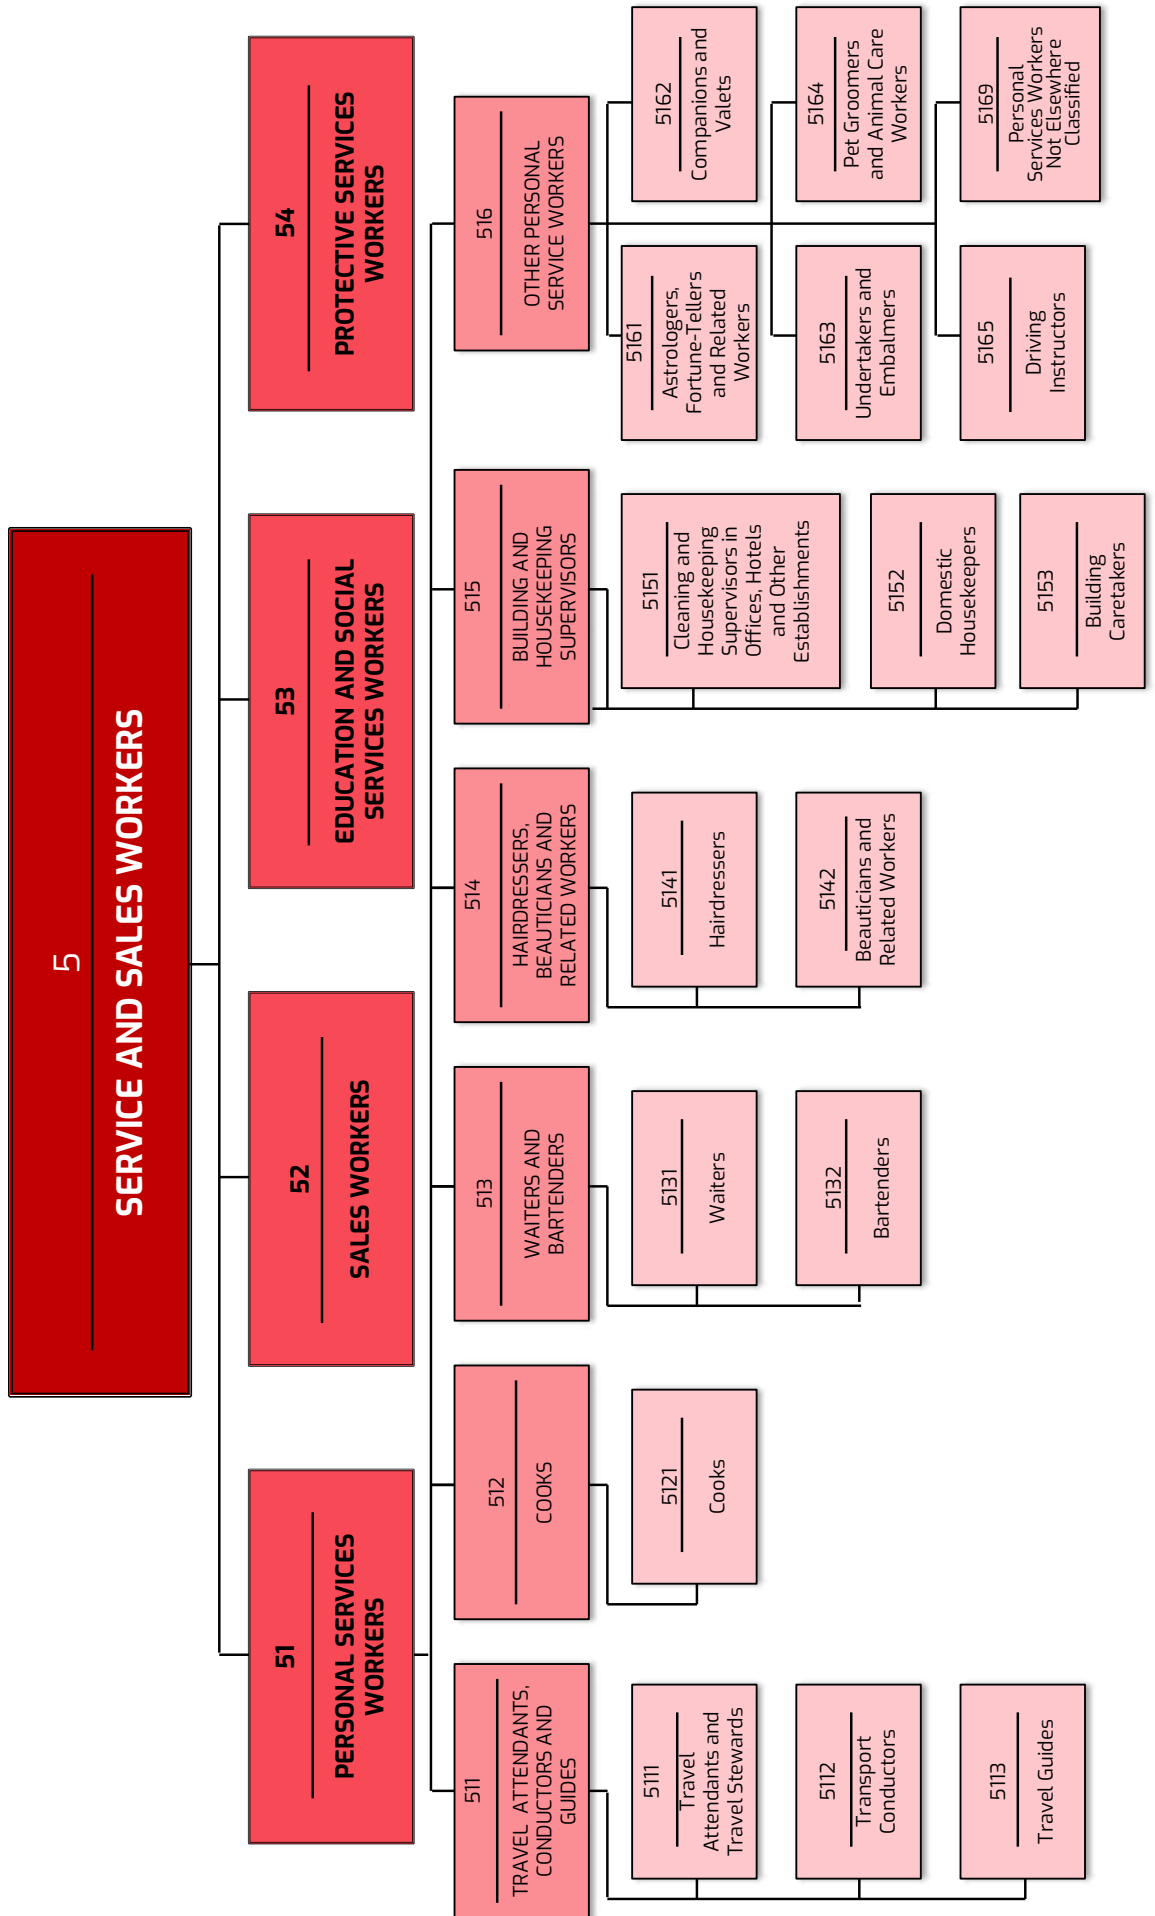 5
SERVICE AND SALES WORKERS
51
PERSONAL SERVICES
WORKERS
52
SALES WORKERS
53
EDUCATION AND SOCIAL
SERVICES WORKERS
54
PROTECTIVE SERVICES
WORKERS
511
TRAVEL ATTENDANTS,
CONDUCTORS AND
GUIDES
512
COOKS
513
WAITERS AND
BARTENDERS
514
HAIRDRESSERS,
BEAUTICIANS AND
RELATED WORKERS
515
BUILDING AND
HOUSEKEEPING
SUPERVISORS
516
OTHER PERSONAL
SERVICE WORKERS
5111
Travel
Attendants and
Travel Stewards
5112
Transport
Conductors
5113
Travel Guides
5121
Cooks
5131
Waiters
5132
Bartenders
5141
Hairdressers
5142
Beauticians and
Related Workers
5151
Cleaning and
Housekeeping
Supervisors in
Offices, Hotels
and Other
Establishments
5152
Domestic
Housekeepers
5153
Building
Caretakers
5161
Astrologers,
Fortune-Tellers
and Related
Workers
5162
Companions and
Valets
5163
Undertakers and
Embalmers
5164
Pet Groomers
and Animal Care
Workers
5165
Driving
Instructors
5169
Personal
Services Workers
Not Elsewhere
Classified